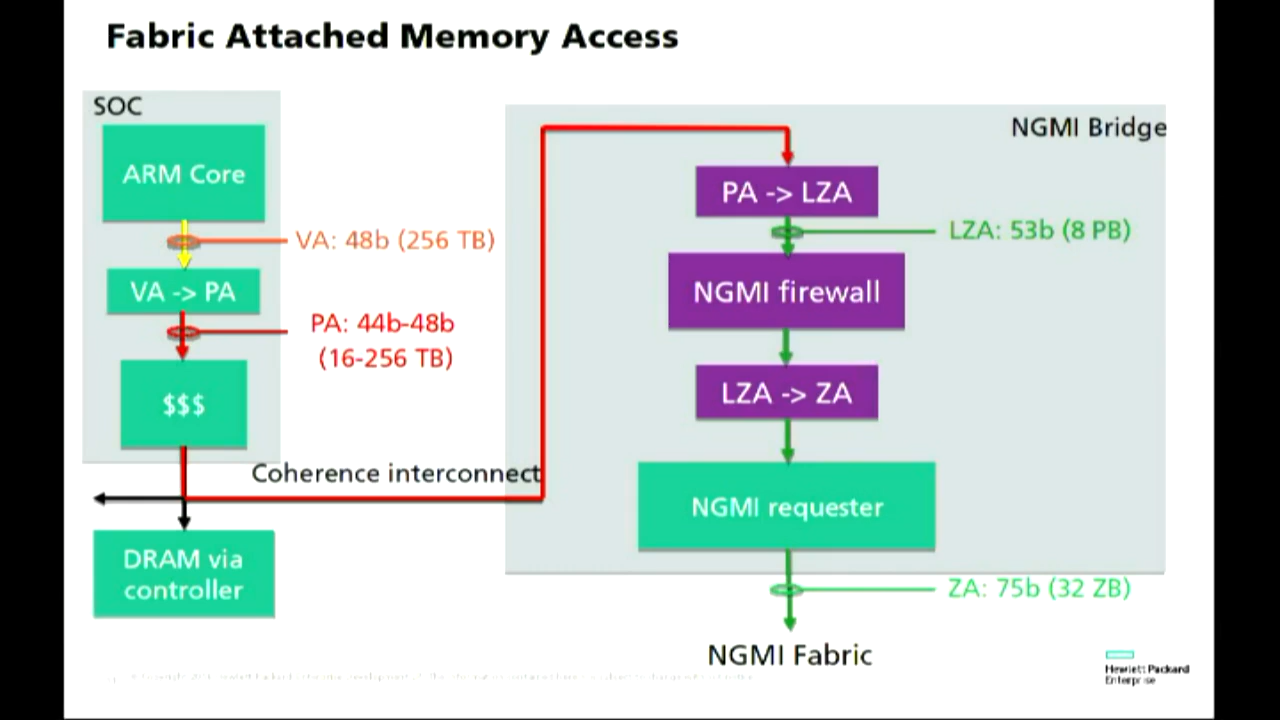 Fabric Attached Memory Access
SOC
ARM Core
VA: 48b (256 TB)
VA -> PA
PA: 44b-48b
(16-256 TB)
$$$
Coherence interconnect
DRAM via
controller
NGMI Bridge
PA -> LZA
LZA: 53b (8 PB)
NGMI firewall
LZA -> ZA
NGMI requester
ZA: 75b (32 ZB)
NGMI Fabric
Hewlett Packard
Enterprise